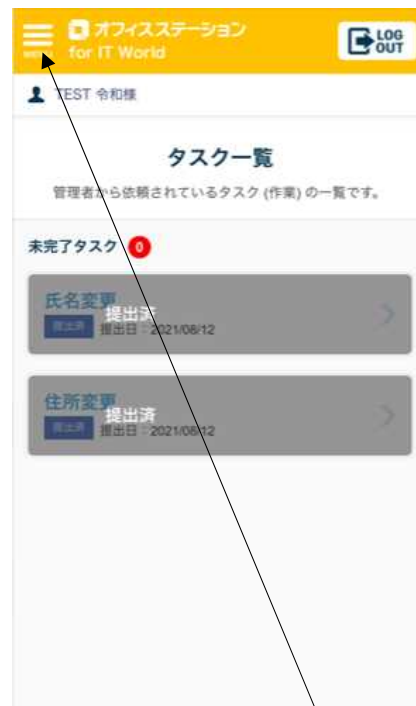 オフィスステーション
for IT World
LOG
OUT
TEST 令和様
タスク一覧
管理者から依頼されているタスク (作業) の一覧です。
未完了タスク 0
氏名変更
提出済
提出済 提出日：2021/08/12
住所変更
提出済
提出済 提出日：2021/08/12